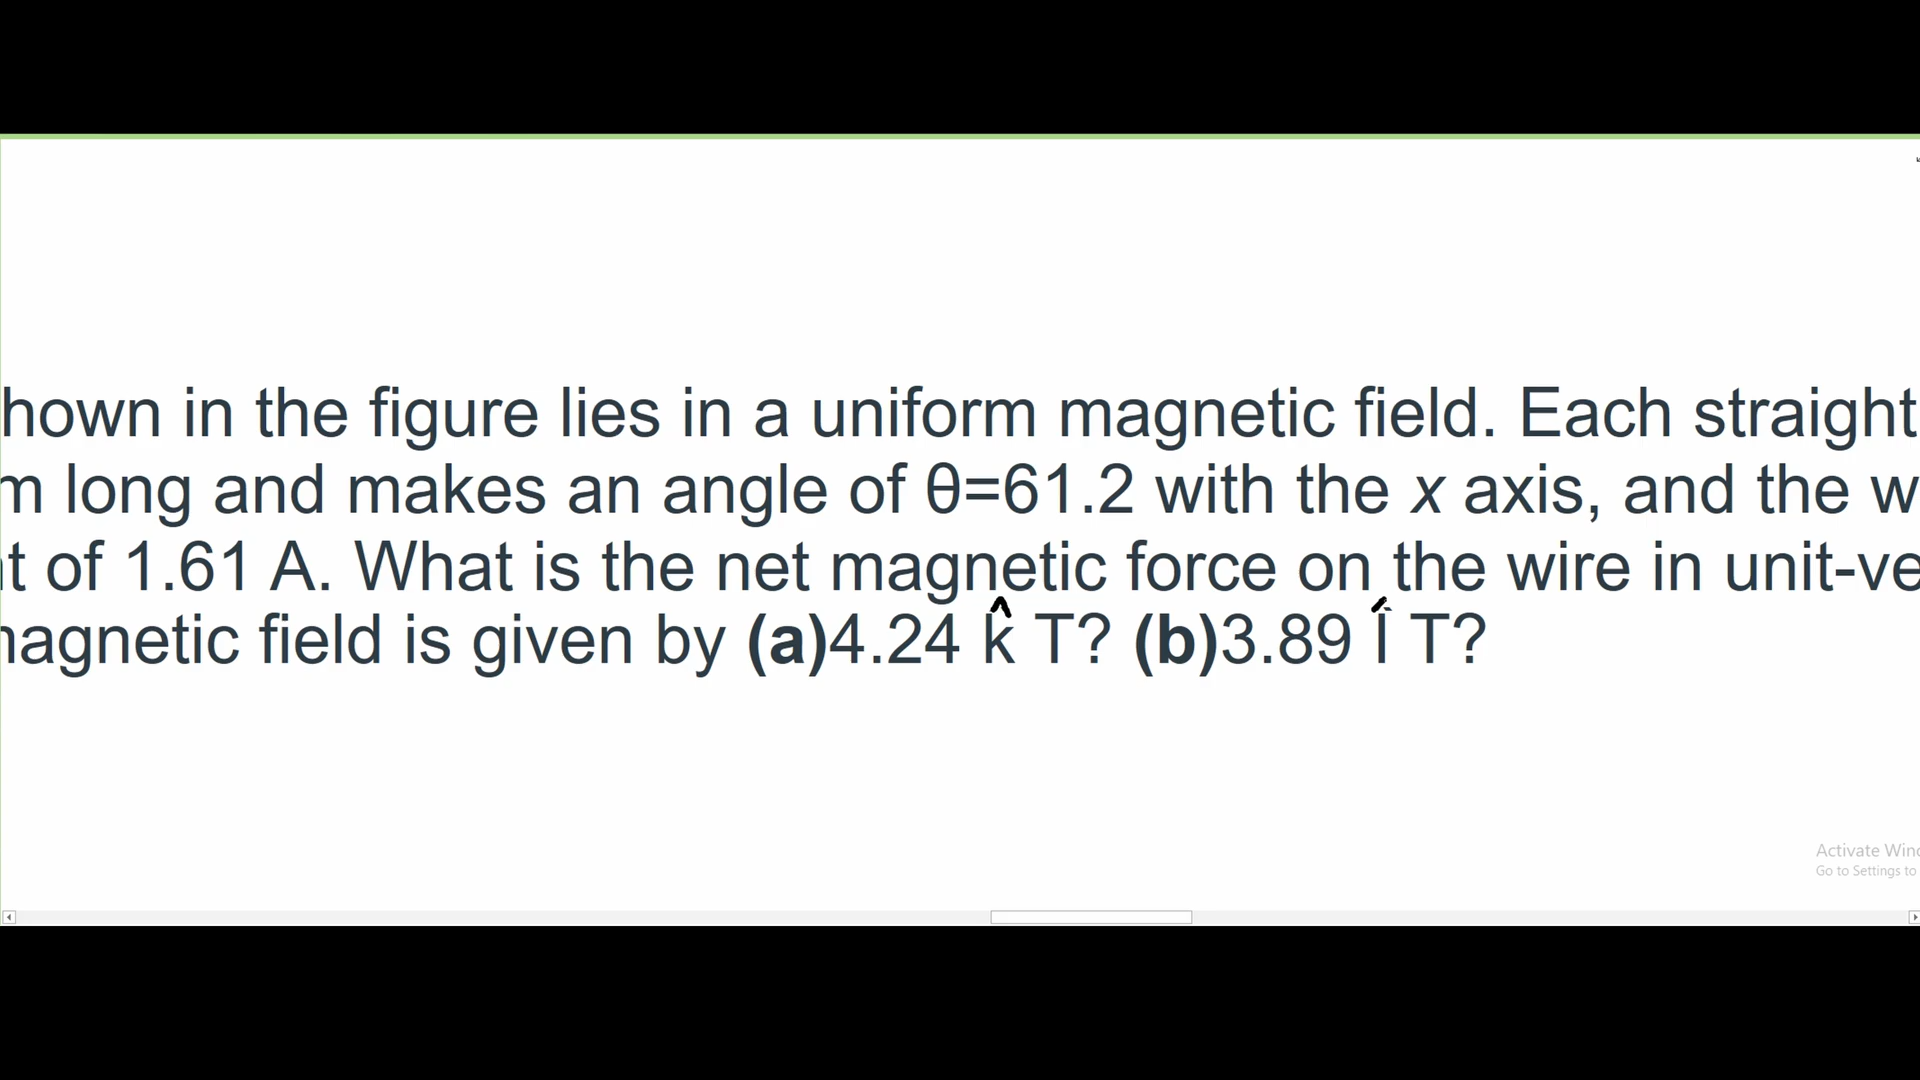 hown in the figure lies in a uniform magnetic field. Each straight
m long and makes an angle of θ=61.2 with the x axis, and the w
t of 1.61 A. What is the net magnetic force on the wire in unit-ve
agnetic field is given by (a)4.24 k̂ T? (b)3.89 î T?
Activate Wind
Go to Settings to